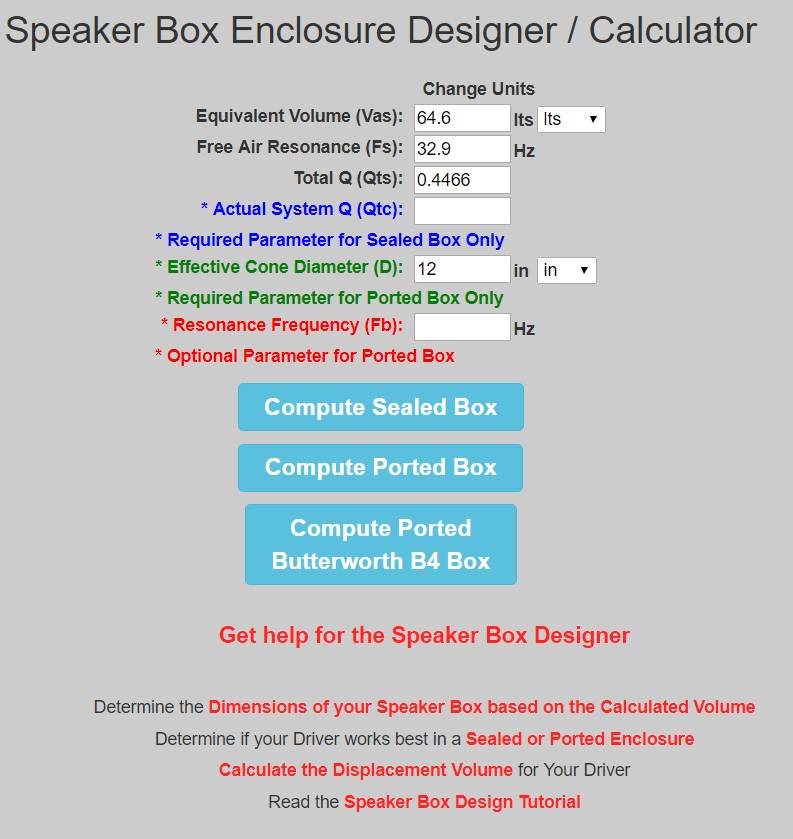 Speaker Box Enclosure Designer / Calculator
Change Units
Equivalent Volume (Vas): 64.6 lts lts
Free Air Resonance (Fs): 32.9 Hz
Total Q (Qts): 0.4466
* Actual System Q (Qtc):
* Required Parameter for Sealed Box Only
* Effective Cone Diameter (D): 12 in in
* Required Parameter for Ported Box Only
* Resonance Frequency (Fb): Hz
* Optional Parameter for Ported Box
Compute Sealed Box
Compute Ported Box
Compute Ported
Butterworth B4 Box
Get help for the Speaker Box Designer
Determine the Dimensions of your Speaker Box based on the Calculated Volume
Determine if your Driver works best in a Sealed or Ported Enclosure
Calculate the Displacement Volume for Your Driver
Read the Speaker Box Design Tutorial